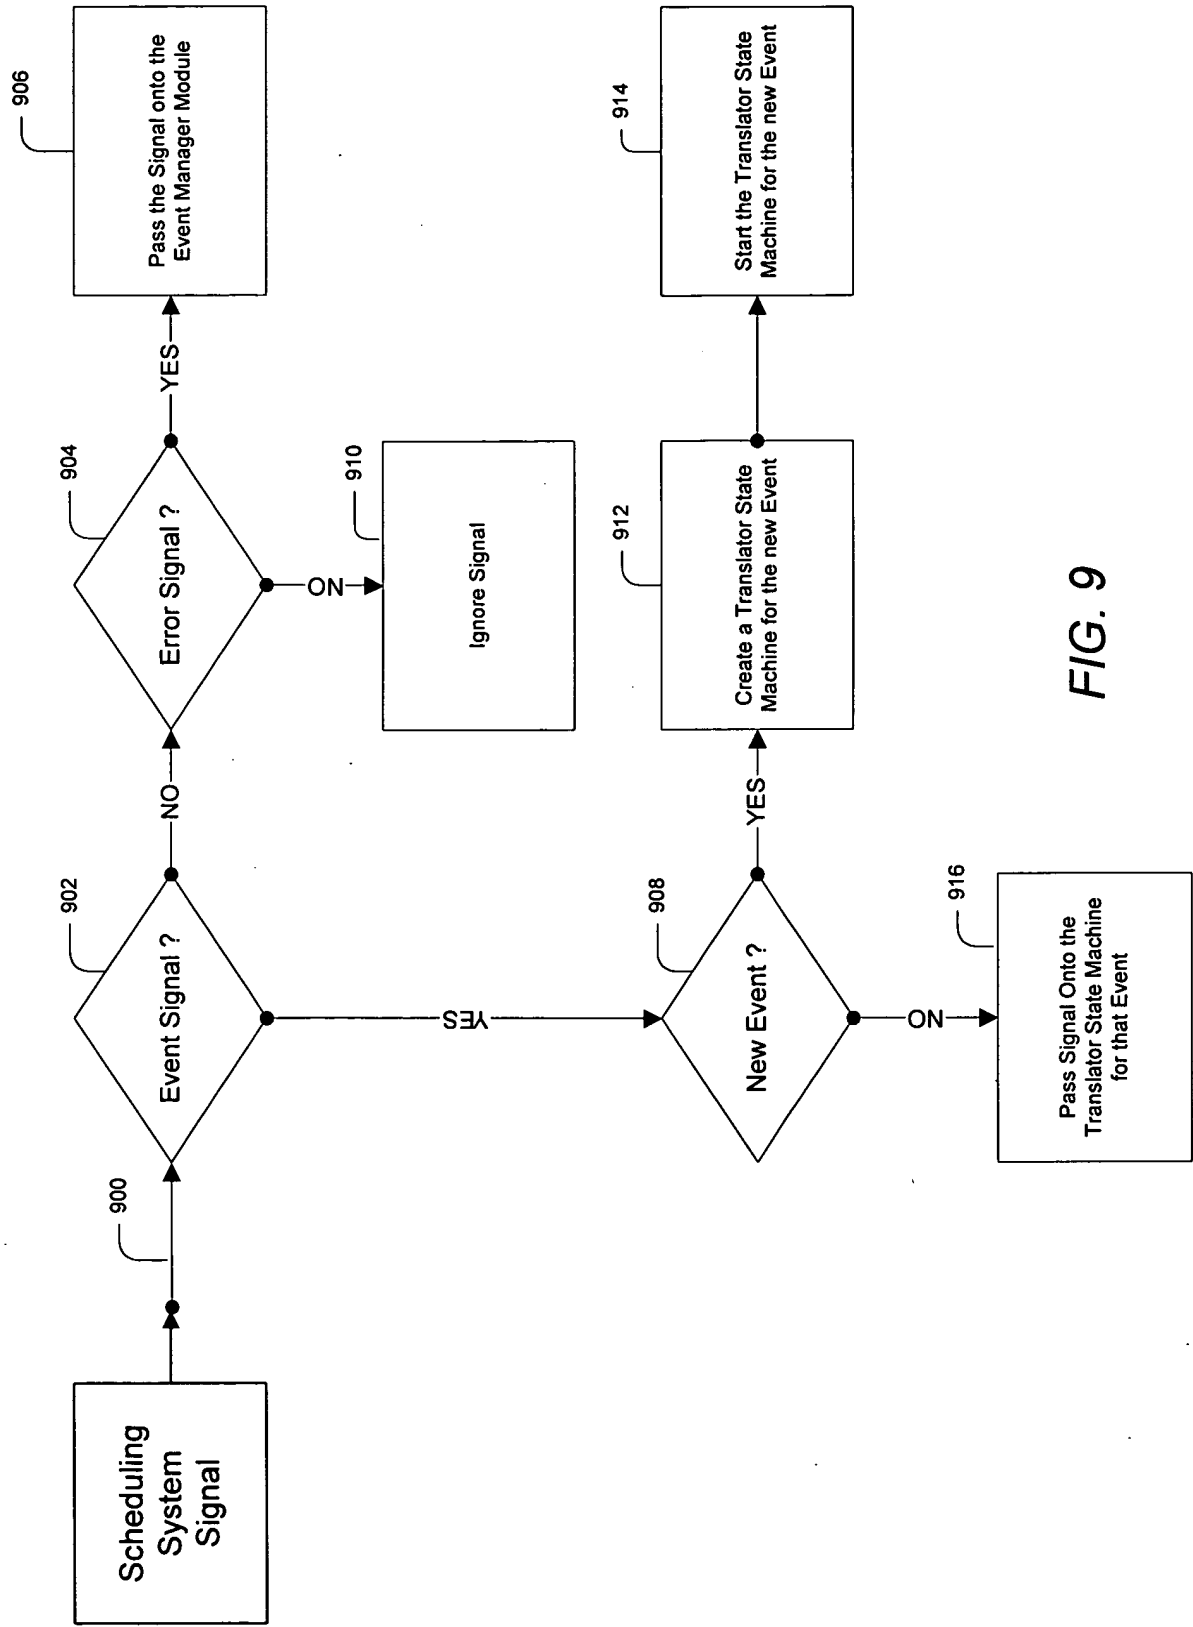 Scheduling
System
Signal
900
902
Event Signal ?
NO
904
Error Signal ?
YES
906
Pass the Signal onto the
Event Manager Module
NO
910
Ignore Signal
YES
908
New Event ?
YES
912
Create a Translator State
Machine for the new Event
914
Start the Translator State
Machine for the new Event
NO
916
Pass Signal Onto the
Translator State Machine
for that Event
FIG. 9